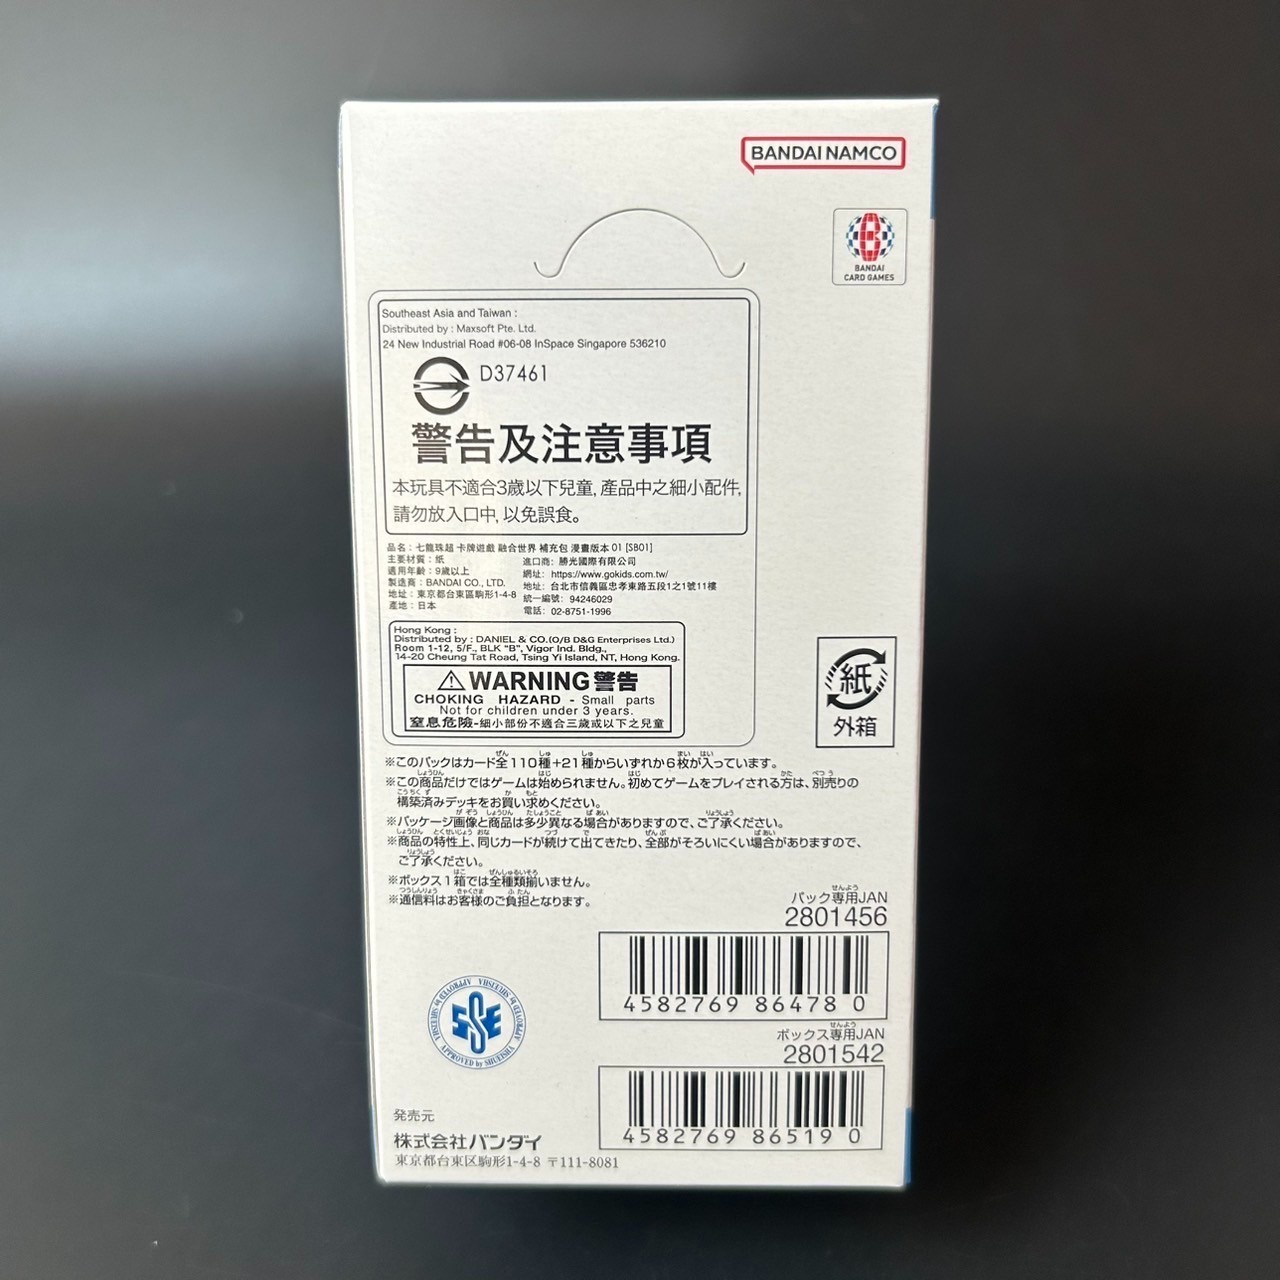 BANDAI NAMCO
B
BANDAI
CARD GAMES
Southeast Asia and Taiwan :
Distributed by : Maxsoft Pte. Ltd.
24 New Industrial Road #06-08 InSpace Singapore 536210
D37461
警告及注意事項
本玩具不適合3歲以下兒童, 產品中之細小配件,
請勿放入口中, 以免誤食。
品名：七龍珠超 卡牌遊戲 融合世界 補充包 漫畫版本 01 [SB01]
主要材質：紙
適用年齡：9歲以上
製造商：BANDAI CO., LTD.
地址：東京都台東區駒形1-4-8
產地：日本
進口商：勝光國際有限公司
網址：https://www.gokids.com.tw/
地址：台北市信義區忠孝東路五段1之1號11樓
統一編號：94246029
電話：02-8751-1996
Hong Kong :
Distributed by : DANIEL & CO.(O/B D&G Enterprises Ltd.)
Room 1-12, 5/F., BLK "B", Vigor Ind. Bldg.,
14-20 Cheung Tat Road, Tsing Yi Island, NT, Hong Kong.
WARNING 警告
CHOKING HAZARD - Small parts
Not for children under 3 years.
窒息危險-細小部份不適合三歲或以下之兒童
紙
外箱
※このパックはカード全110種+21種からいずれか6枚が入っています。
※この商品だけではゲームは始められません。初めてゲームをプレイされる方は、別売りの
構築済みデッキをお買い求めください。
※パッケージ画像と商品は多少異なる場合がありますので、ご了承ください。
※商品の特性上、同じカードが続けて出てきたり、全部がそろいにくい場合がありますので、
ご了承ください。
※ボックス1箱では全種類揃いません。
※通信料はお客様のご負担となります。
パック専用JAN
2801456
4582769 86478 0
ボックス専用JAN
2801542
4582769 86519 0
APPROVED by SHUEISHA
発売元
株式会社バンダイ
東京都台東区駒形1-4-8 〒111-8081